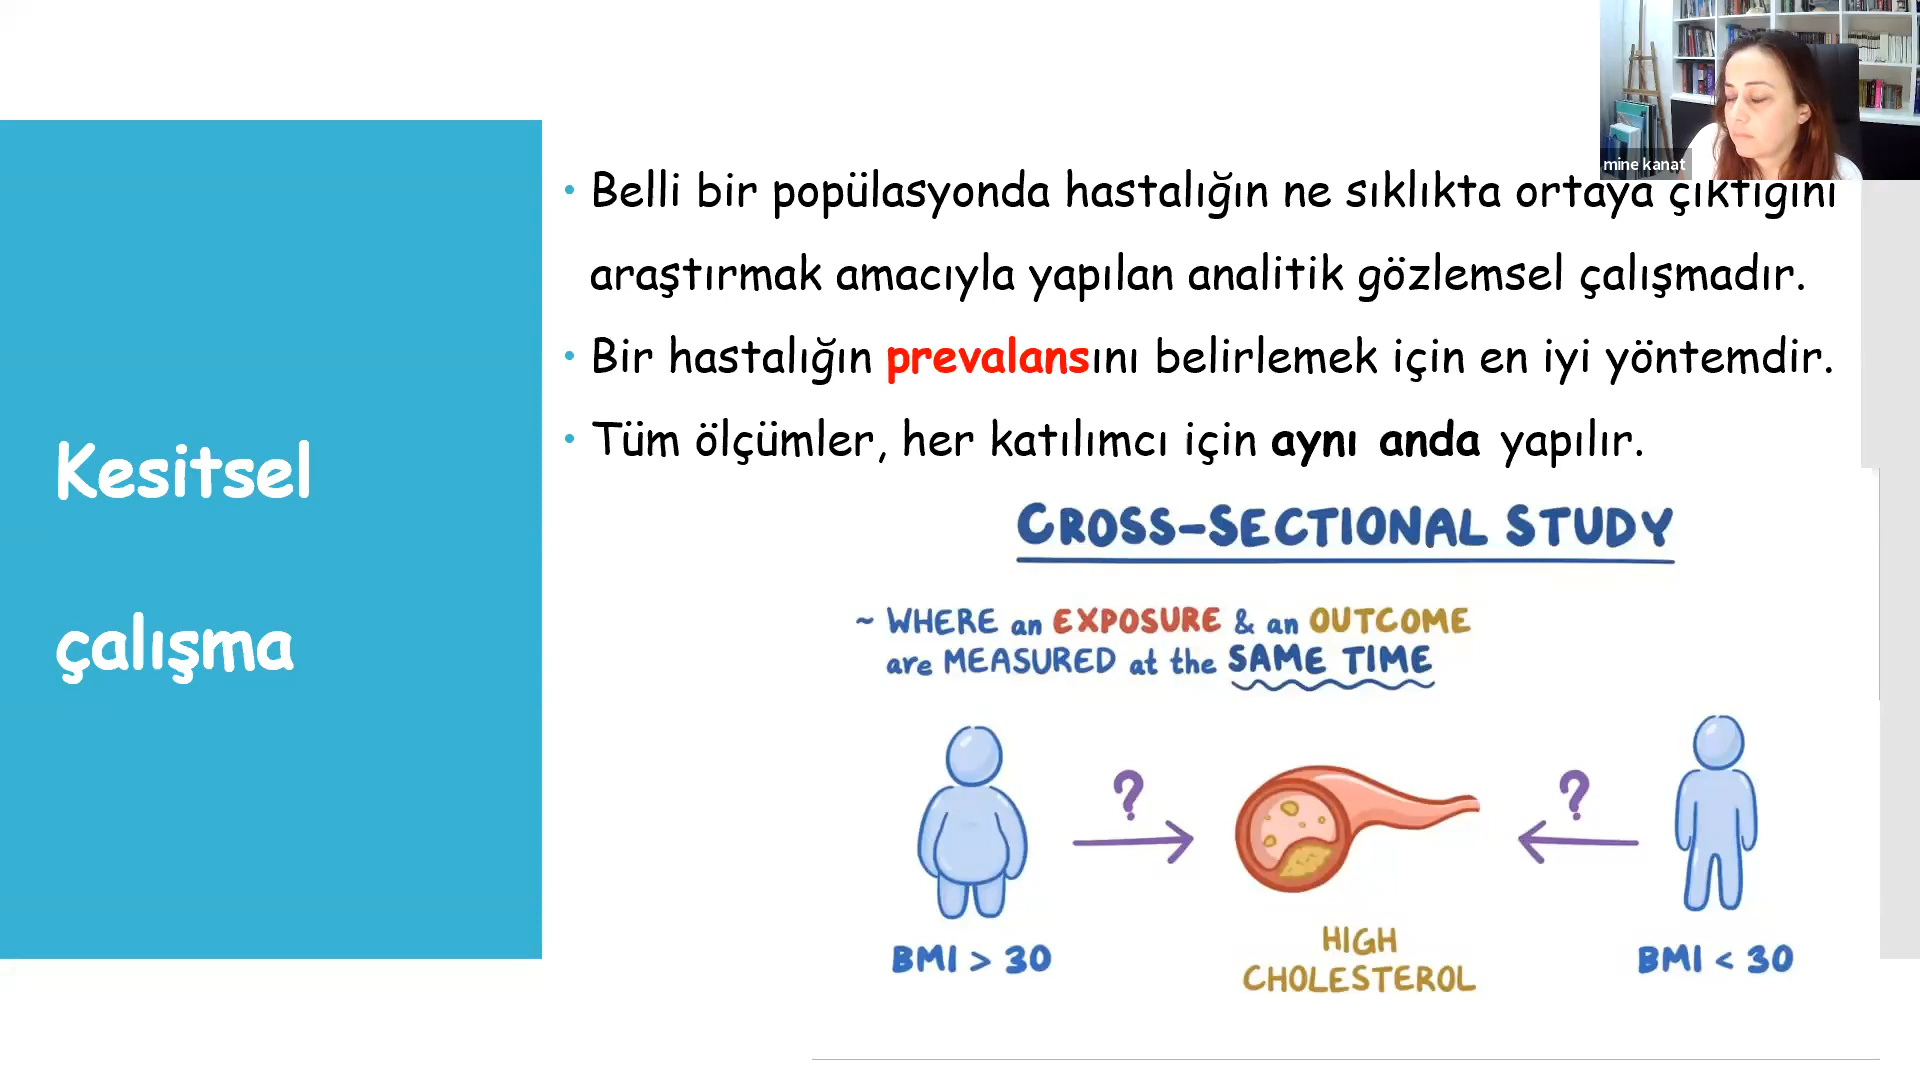 mine kanat
Kesitsel
çalışma
• Belli bir popülasyonda hastalığın ne sıklıkta ortaya çıktığını
araştırmak amacıyla yapılan analitik gözlemsel çalışmadır.
• Bir hastalığın prevalansını belirlemek için en iyi yöntemdir.
• Tüm ölçümler, her katılımcı için aynı anda yapılır.
CROSS-SECTIONAL STUDY
~ WHERE an EXPOSURE & an OUTCOME
are MEASURED at the SAME TIME
?
?
BMI > 30
HIGH
CHOLESTEROL
BMI < 30